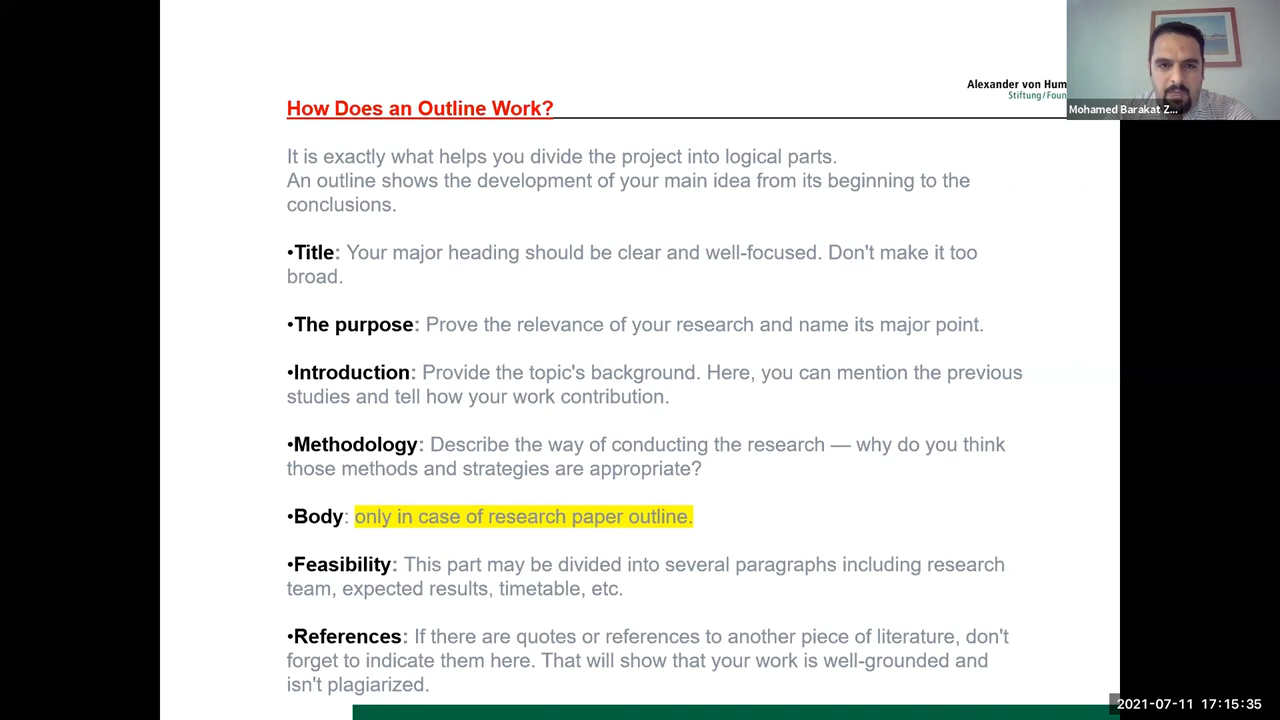 Alexander von Hum
Stiftung/Foun
Mohamed Barakat Z...
How Does an Outline Work?
It is exactly what helps you divide the project into logical parts.
An outline shows the development of your main idea from its beginning to the
conclusions.
•Title: Your major heading should be clear and well-focused. Don't make it too
broad.
•The purpose: Prove the relevance of your research and name its major point.
•Introduction: Provide the topic's background. Here, you can mention the previous
studies and tell how your work contribution.
•Methodology: Describe the way of conducting the research — why do you think
those methods and strategies are appropriate?
•Body: only in case of research paper outline.
•Feasibility: This part may be divided into several paragraphs including research
team, expected results, timetable, etc.
•References: If there are quotes or references to another piece of literature, don't
forget to indicate them here. That will show that your work is well-grounded and
isn't plagiarized.
2021-07-11 17:15:35